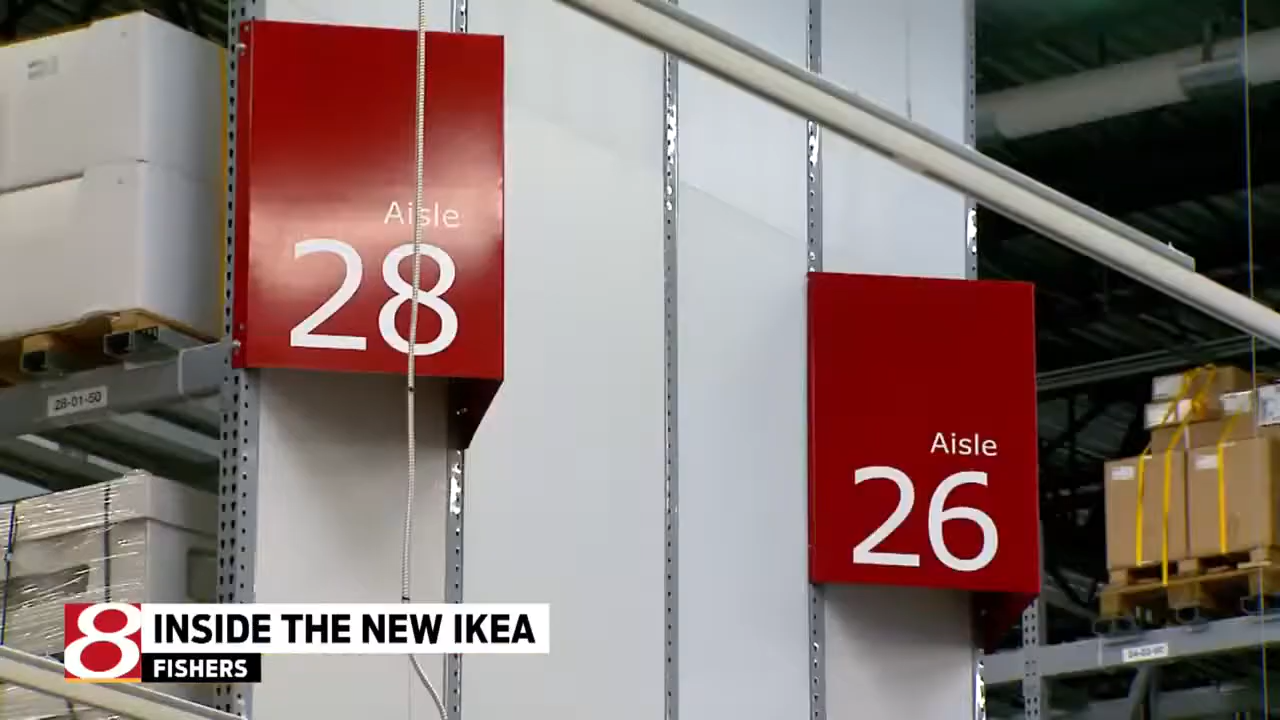 Aisle
28
Aisle
26
28-01-50
8 INSIDE THE NEW IKEA
FISHERS